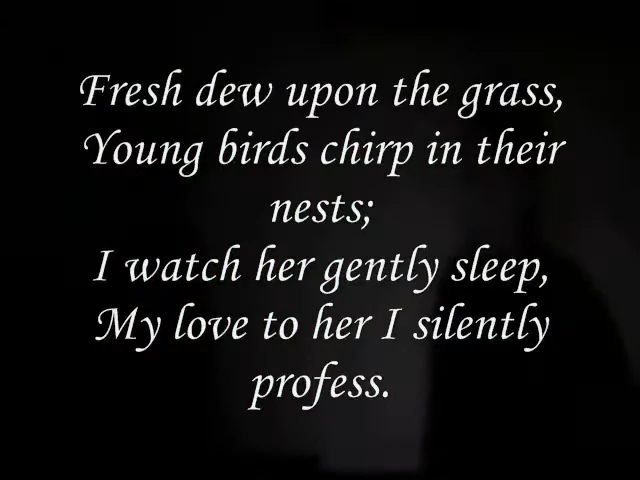 Fresh dew upon the grass,
Young birds chirp in their
nests;
I watch her gently sleep,
My love to her I silently
profess.